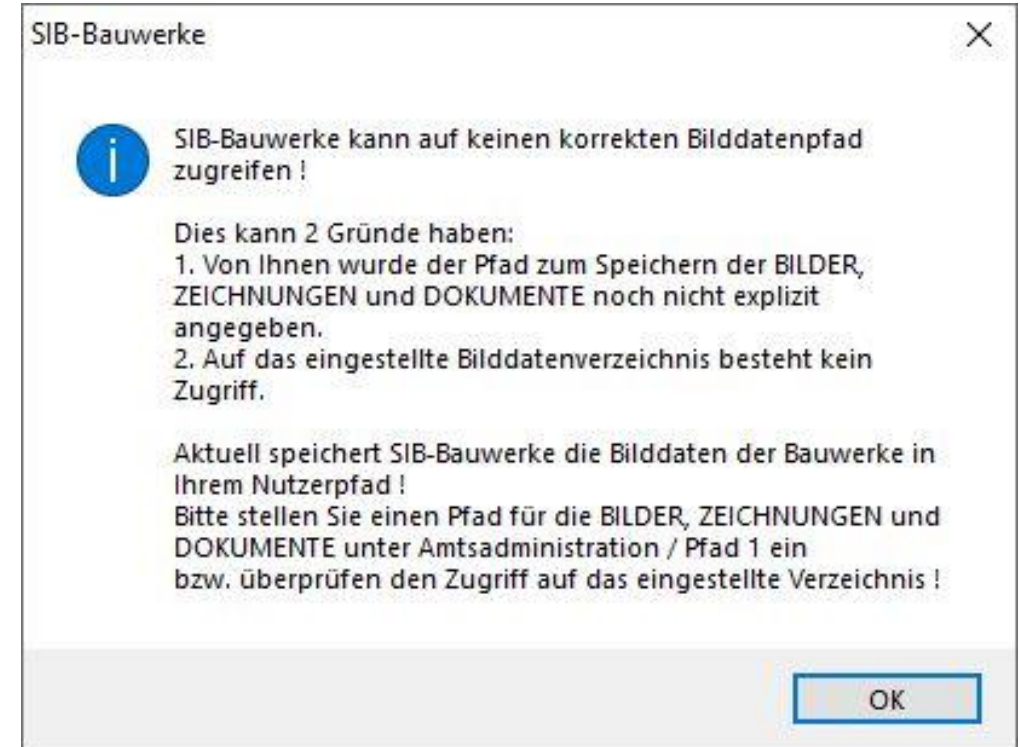 SIB-Bauwerke
SIB-Bauwerke kann auf keinen korrekten Bilddatenpfad
zugreifen !
Dies kann 2 Gründe haben:
1. Von Ihnen wurde der Pfad zum Speichern der BILDER,
ZEICHNUNGEN und DOKUMENTE noch nicht explizit
angegeben.
2. Auf das eingestellte Bilddatenverzeichnis besteht kein
Zugriff.
Aktuell speichert SIB-Bauwerke die Bilddaten der Bauwerke in
Ihrem Nutzerpfad !
Bitte stellen Sie einen Pfad für die BILDER, ZEICHNUNGEN und
DOKUMENTE unter Amtsadministration / Pfad 1 ein
bzw. überprüfen den Zugriff auf das eingestellte Verzeichnis !
OK